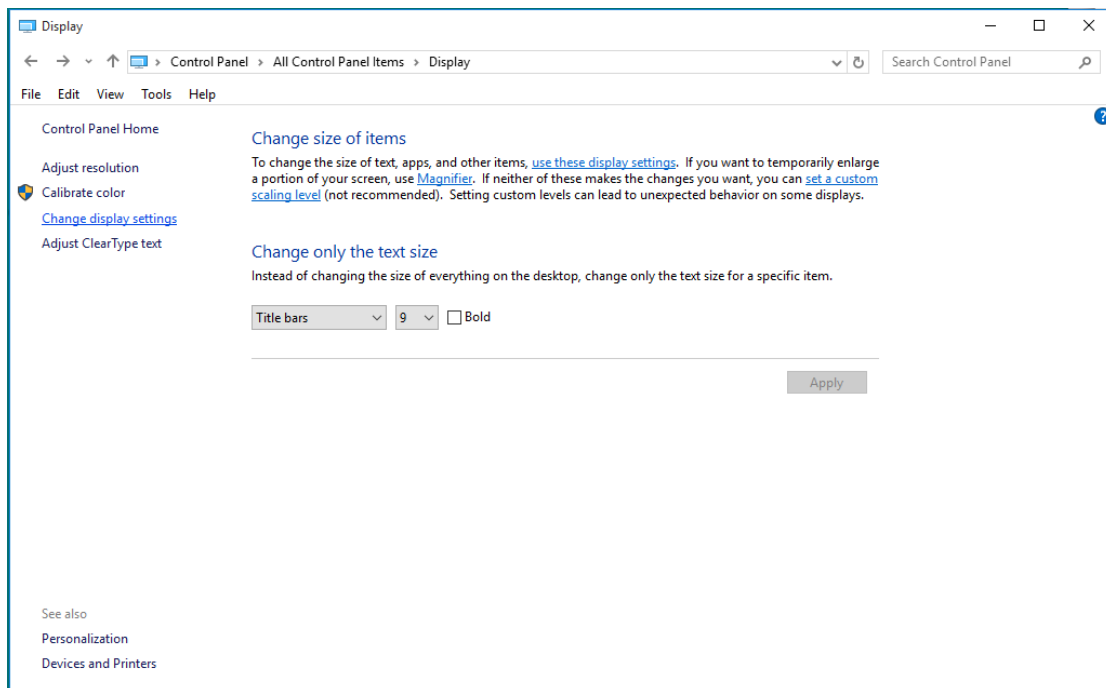 Display
Control Panel > All Control Panel Items > Display
Search Control Panel
File Edit View Tools Help
?
Control Panel Home
Adjust resolution
Calibrate color
Change display settings
Adjust ClearType text
Change size of items
To change the size of text, apps, and other items, use these display settings. If you want to temporarily enlarge
a portion of your screen, use Magnifier. If neither of these makes the changes you want, you can set a custom
scaling level (not recommended). Setting custom levels can lead to unexpected behavior on some displays.
Change only the text size
Instead of changing the size of everything on the desktop, change only the text size for a specific item.
Title bars 9 Bold
Apply
See also
Personalization
Devices and Printers